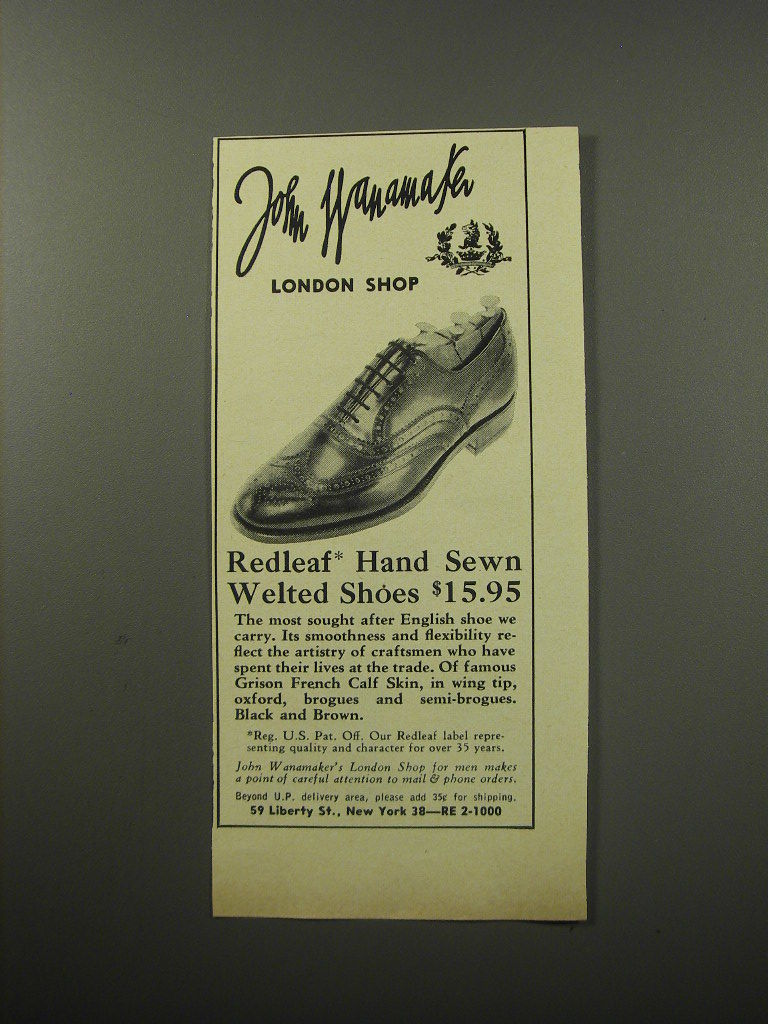 John Wanamaker
LONDON SHOP
Redleaf* Hand Sewn
Welted Shoes $15.95
The most sought after English shoe we
carry. Its smoothness and flexibility re-
flect the artistry of craftsmen who have
spent their lives at the trade. Of famous
Grison French Calf Skin, in wing tip,
oxford, brogues and semi-brogues.
Black and Brown.
*Reg. U.S. Pat. Off. Our Redleaf label repre-
senting quality and character for over 35 years.
John Wanamaker's London Shop for men makes
a point of careful attention to mail & phone orders.
Beyond U.P. delivery area, please add 35¢ for shipping.
59 Liberty St., New York 38—RE 2-1000